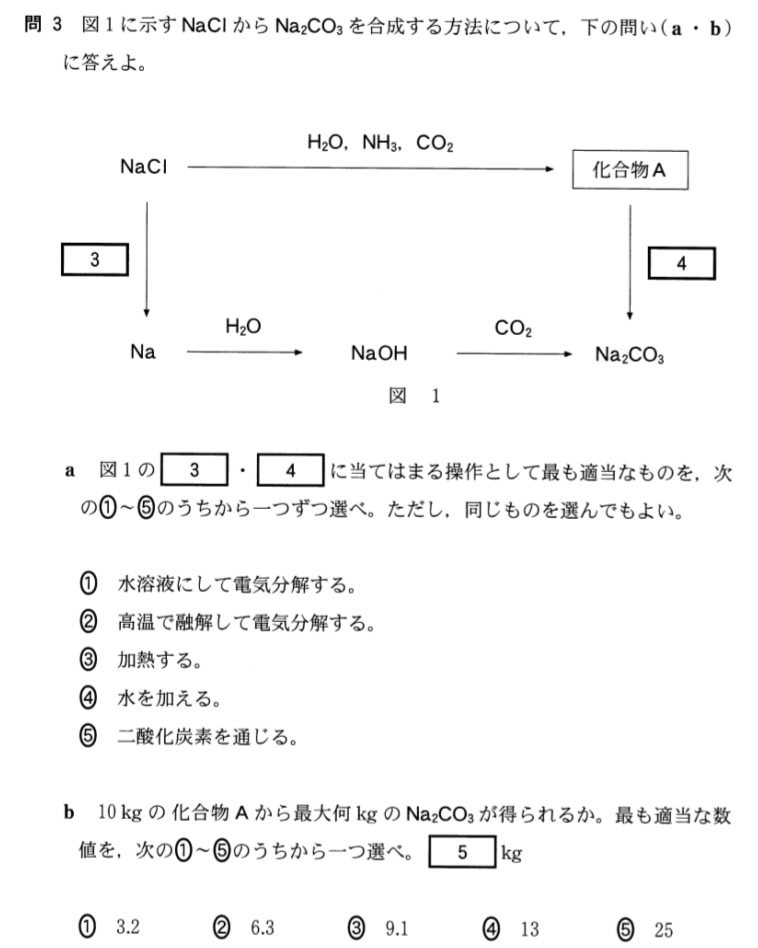 問 3 図1に示す NaCl から Na₂CO₃ を合成する方法について，下の問い(a・b)
に答えよ。
H₂O，NH₃，CO₂
NaCl
化合物 A
3
4
H₂O
CO₂
Na
NaOH
Na₂CO₃
図 1
a 図1の 3 ・ 4 に当てはまる操作として最も適当なものを，次
の①～⑤のうちから一つずつ選べ。ただし，同じものを選んでもよい。
① 水溶液にして電気分解する。
② 高温で融解して電気分解する。
③ 加熱する。
④ 水を加える。
⑤ 二酸化炭素を通じる。
b 10 kg の 化合物 A から最大何 kg の Na₂CO₃ が得られるか。最も適当な数
値を，次の①～⑤のうちから一つ選べ。 5 kg
① 3.2 ② 6.3 ③ 9.1 ④ 13 ⑤ 25